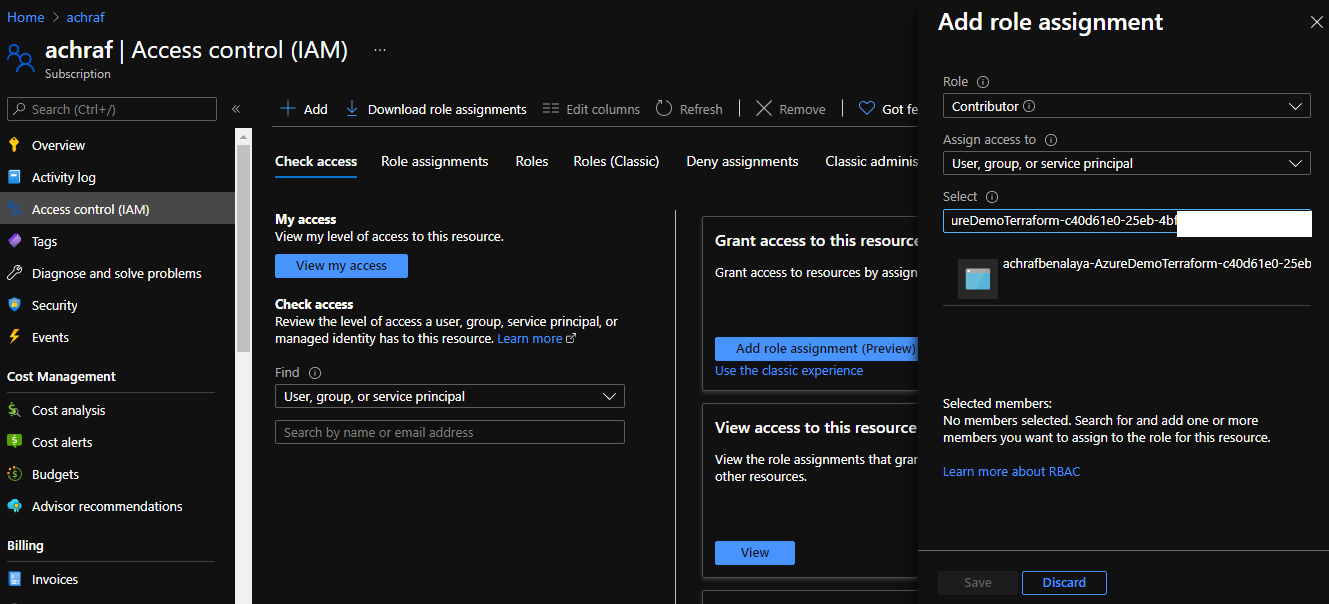 Home > achraf
achraf | Access control (IAM) ...
Subscription
Search (Ctrl+/)
«
Overview
Activity log
Access control (IAM)
Tags
Diagnose and solve problems
Security
Events
Cost Management
Cost analysis
Cost alerts
Budgets
Advisor recommendations
Billing
Invoices
Add
Download role assignments
Edit columns
Refresh
Remove
Got fe
Check access
Role assignments
Roles
Roles (Classic)
Deny assignments
Classic adminis
My access
View my level of access to this resource.
View my access
Check access
Review the level of access a user, group, service principal, or
managed identity has to this resource. Learn more
Find
User, group, or service principal
Search by name or email address
Grant access to this resource
Grant access to resources by assign
Add role assignment (Preview)
Use the classic experience
View access to this resource
View the role assignments that gran
other resources.
View
Add role assignment
Role
Contributor
Assign access to
User, group, or service principal
Select
ureDemoTerraform-c40d61e0-25eb-4bf
achrafbenalaya-AzureDemoTerraform-c40d61e0-25eb
Selected members:
No members selected. Search for and add one or more
members you want to assign to the role for this resource.
Learn more about RBAC
Save
Discard